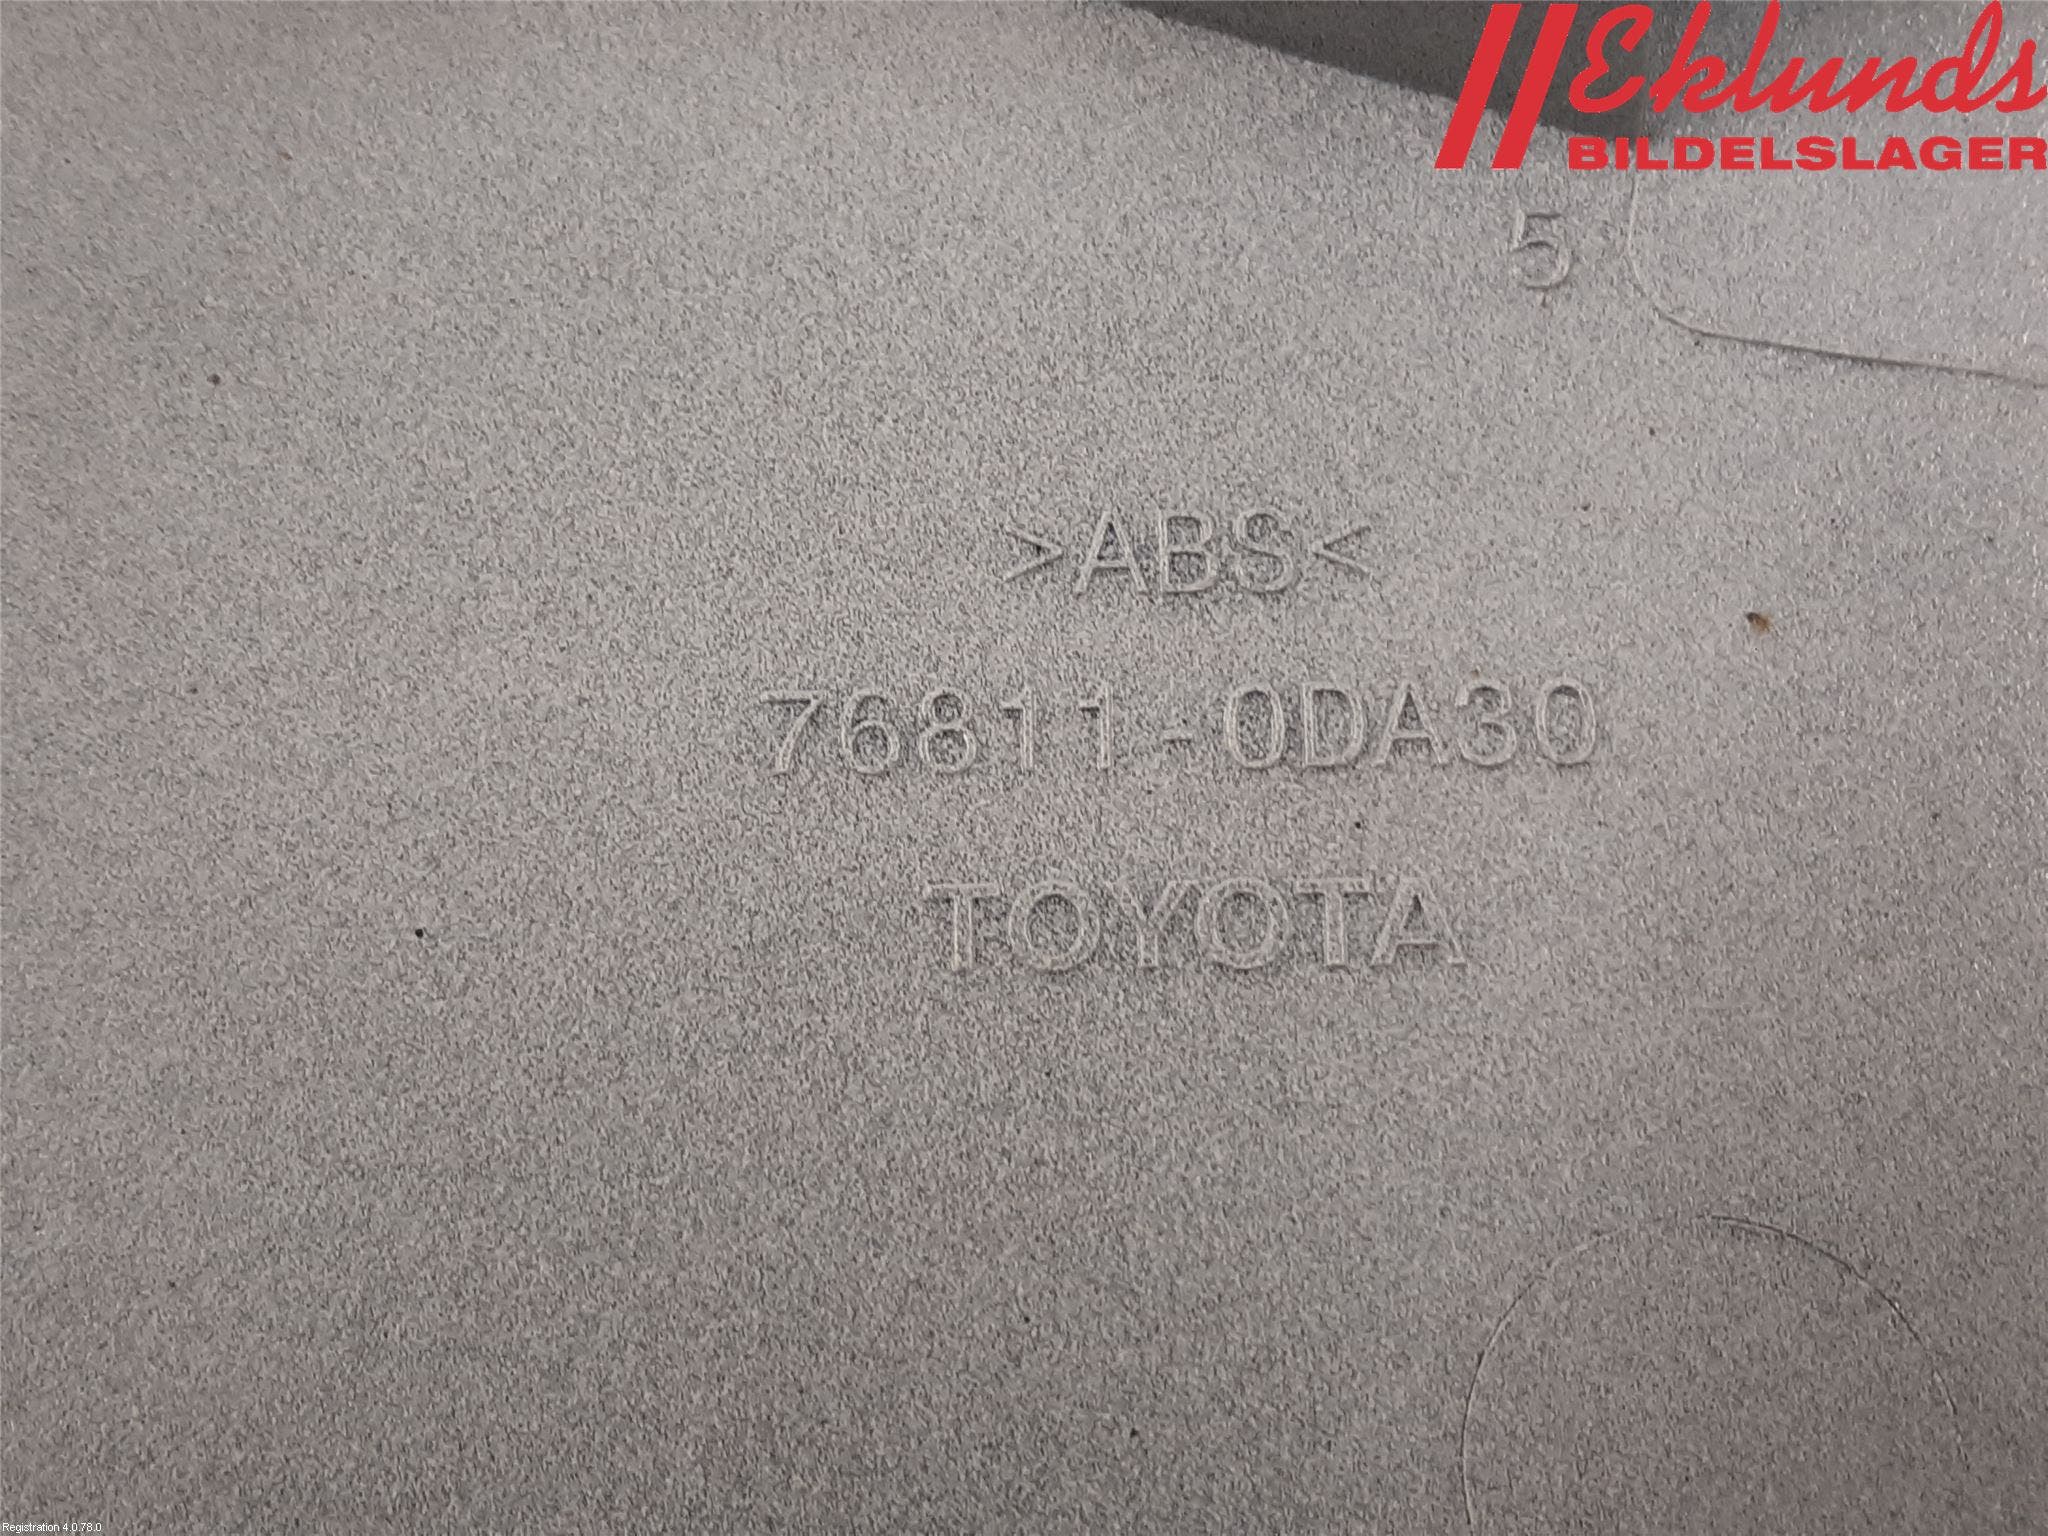 Eklunds
BILDELSLAGER
5
>ABS<
76811-0DA30
TOYOTA
Registration 4.0.78.0